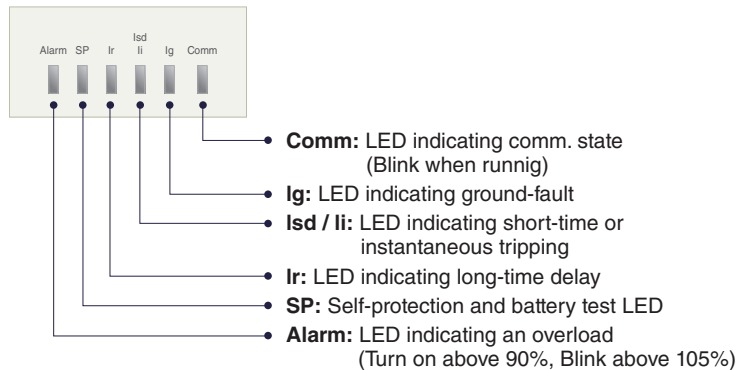 Isd
Alarm SP Ir Ii Ig Comm
Comm: LED indicating comm. state
(Blink when runnig)
Ig: LED indicating ground-fault
Isd / Ii: LED indicating short-time or
instantaneous tripping
Ir: LED indicating long-time delay
SP: Self-protection and battery test LED
Alarm: LED indicating an overload
(Turn on above 90%, Blink above 105%)